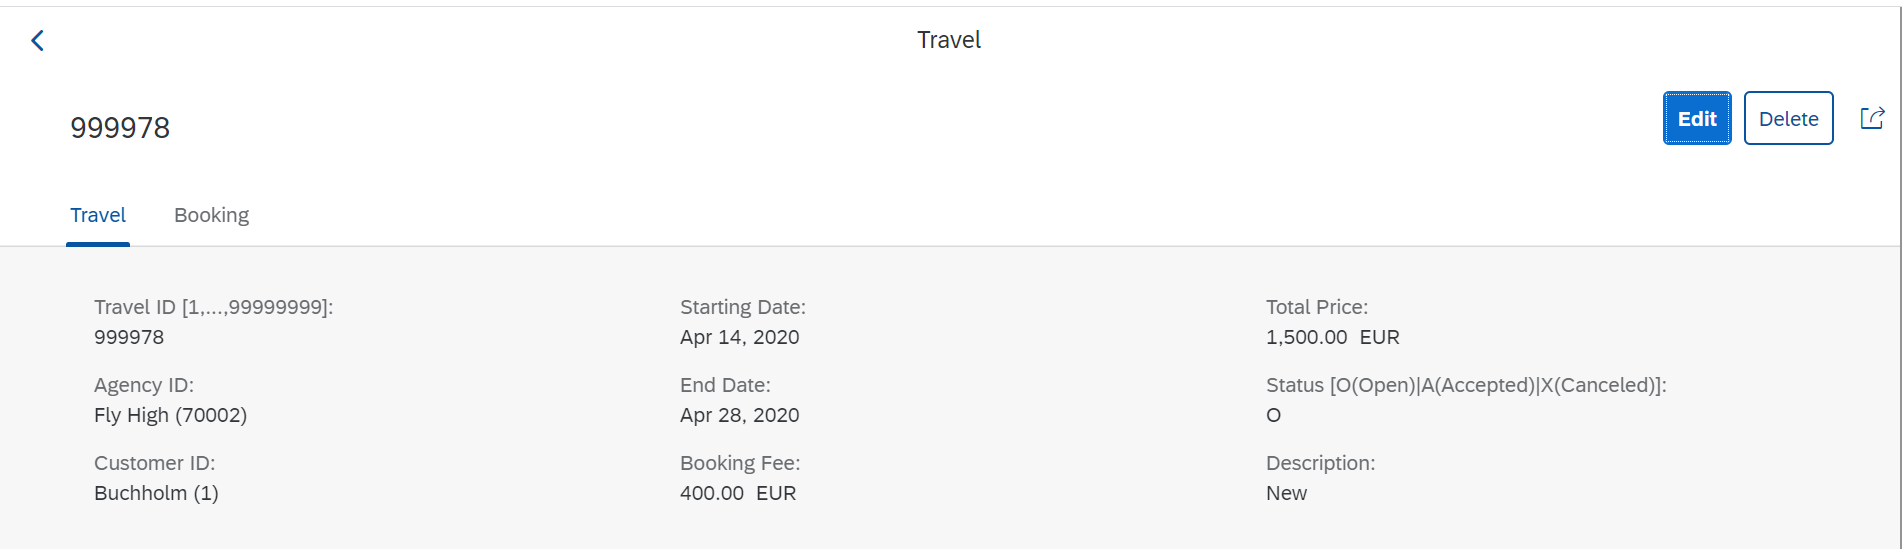 Travel
999978
Edit
Delete
Travel
Booking
Travel ID [1,...,99999999]:
999978
Agency ID:
Fly High (70002)
Customer ID:
Buchholm (1)
Starting Date:
Apr 14, 2020
End Date:
Apr 28, 2020
Booking Fee:
400.00 EUR
Total Price:
1,500.00 EUR
Status [O(Open)|A(Accepted)|X(Canceled)]:
O
Description:
New